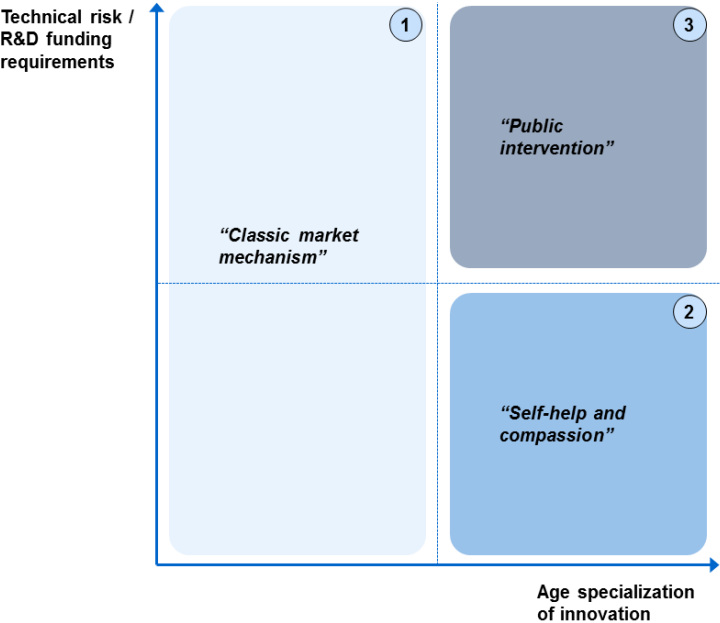 Technical risk /
R&D funding
requirements
1
3
“Public
intervention”
“Classic market
mechanism”
2
“Self-help and
compassion”
Age specialization
of innovation